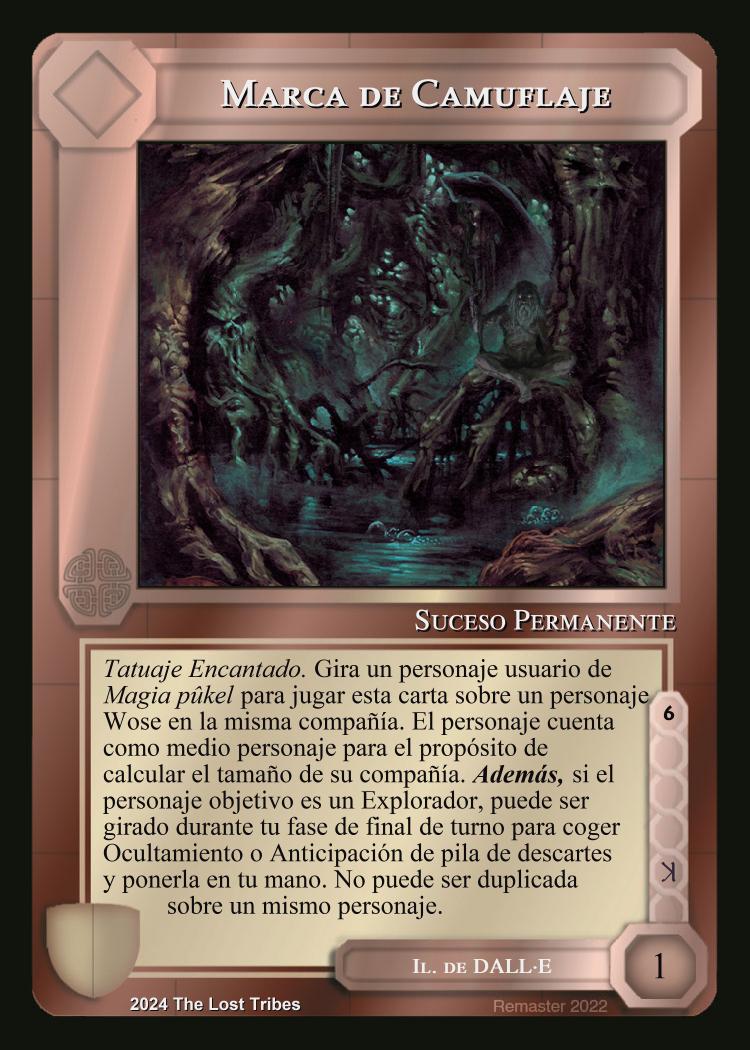 Marca de Camuflaje
Suceso Permanente
Tatuaje Encantado. Gira un personaje usuario de
Magia pûkel para jugar esta carta sobre un personaje
Wose en la misma compañía. El personaje cuenta
como medio personaje para el propósito de
calcular el tamaño de su compañía. Además, si el
personaje objetivo es un Explorador, puede ser
girado durante tu fase de final de turno para coger
Ocultamiento o Anticipación de pila de descartes
y ponerla en tu mano. No puede ser duplicada
sobre un mismo personaje.
6
Il. de DALL·E
1
2024 The Lost Tribes
Remaster 2022